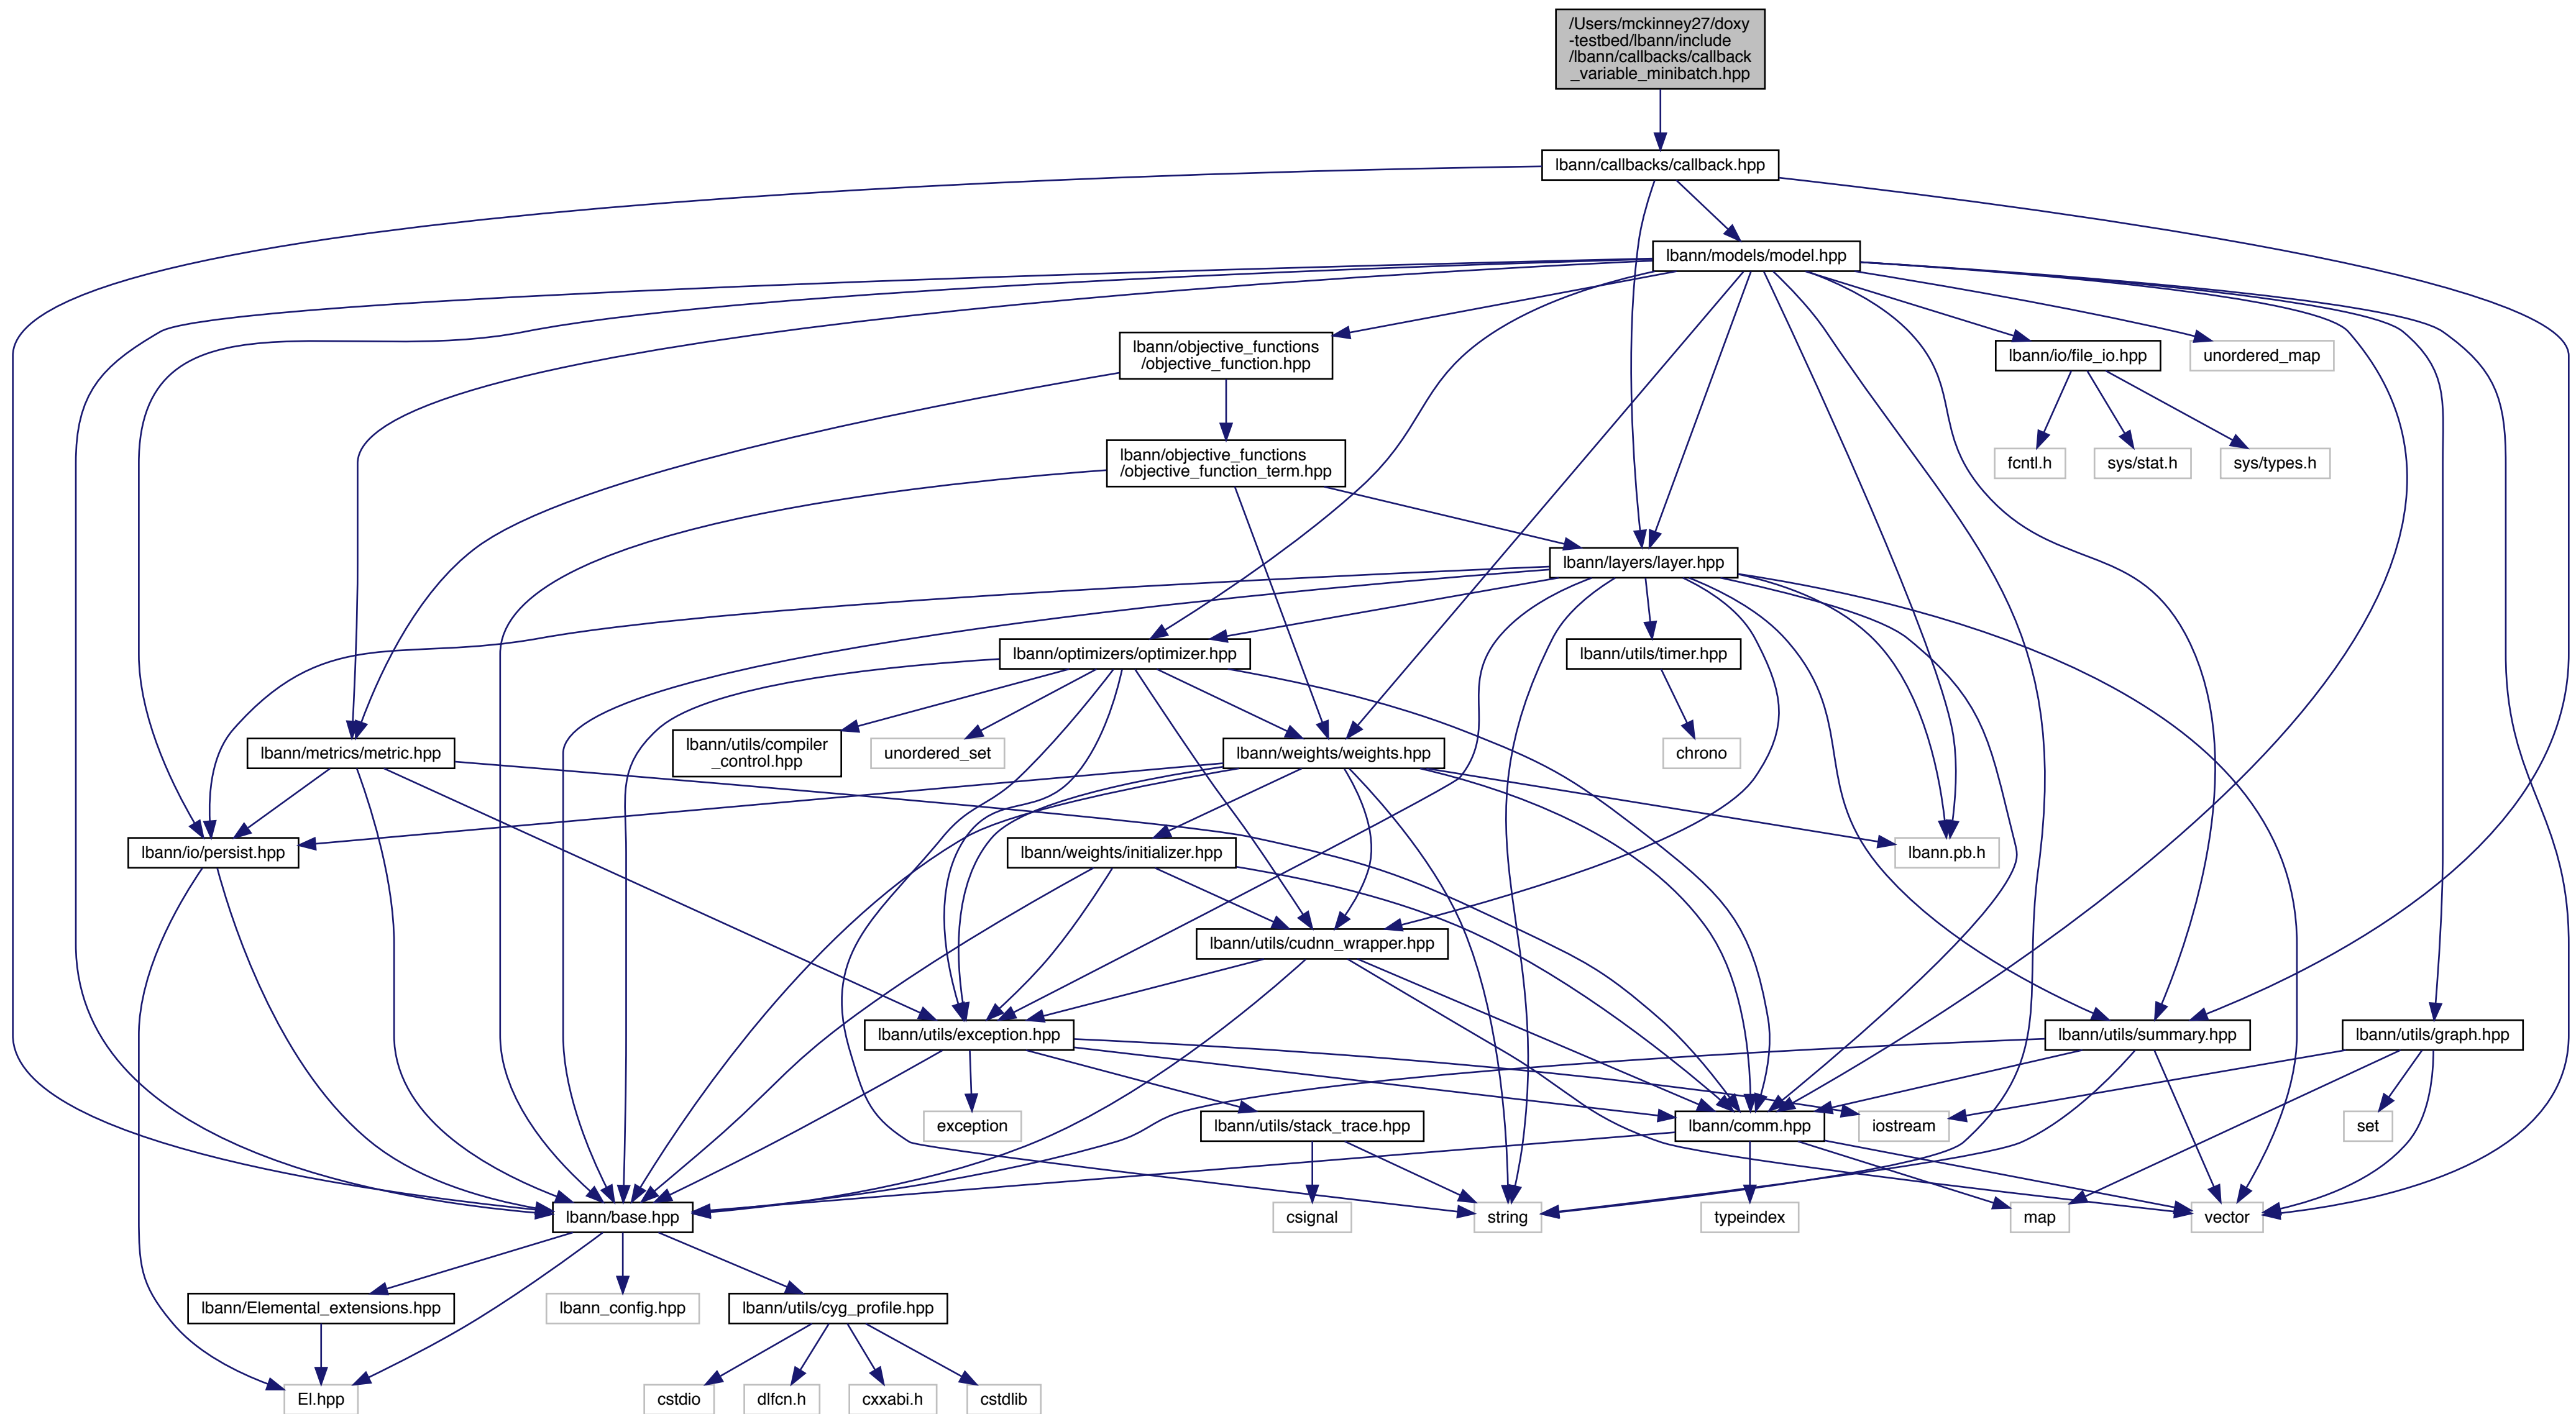 /Users/mckinney27/doxy
-testbed/lbann/include
/lbann/callbacks/callback
_variable_minibatch.hpp
lbann/callbacks/callback.hpp
lbann/models/model.hpp
lbann/objective_functions
/objective_function.hpp
lbann/io/file_io.hpp
unordered_map
lbann/objective_functions
/objective_function_term.hpp
fcntl.h
sys/stat.h
sys/types.h
lbann/layers/layer.hpp
lbann/optimizers/optimizer.hpp
lbann/utils/timer.hpp
lbann/metrics/metric.hpp
lbann/utils/compiler
_control.hpp
unordered_set
lbann/weights/weights.hpp
chrono
lbann/io/persist.hpp
lbann/weights/initializer.hpp
lbann.pb.h
lbann/utils/cudnn_wrapper.hpp
lbann/utils/exception.hpp
lbann/utils/summary.hpp
lbann/utils/graph.hpp
exception
lbann/utils/stack_trace.hpp
lbann/comm.hpp
iostream
set
lbann/base.hpp
csignal
string
typeindex
map
vector
lbann/Elemental_extensions.hpp
lbann_config.hpp
lbann/utils/cyg_profile.hpp
El.hpp
cstdio
dlfcn.h
cxxabi.h
cstdlib